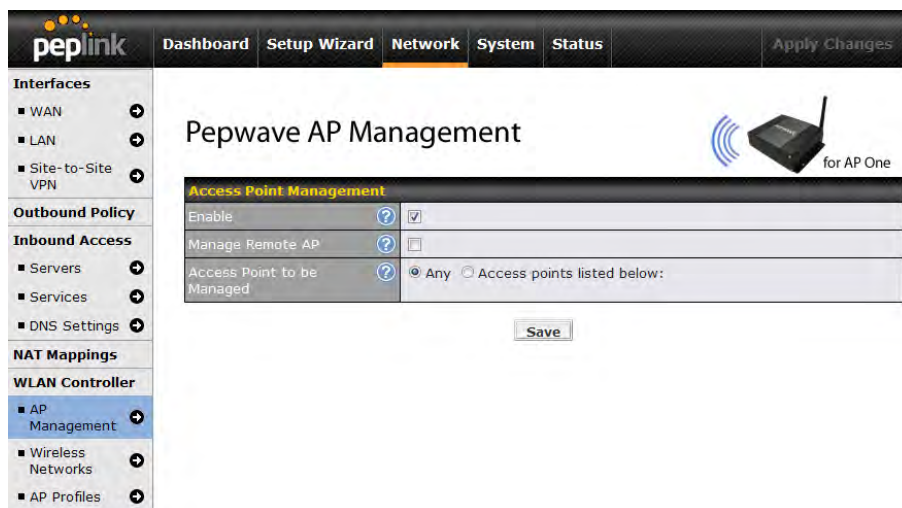 peplink
Dashboard Setup Wizard Network System Status Apply Changes
Interfaces
WAN
LAN
Site-to-Site
VPN
Outbound Policy
Inbound Access
Servers
Services
DNS Settings
NAT Mappings
WLAN Controller
AP
Management
Wireless
Networks
AP Profiles
Pepwave AP Management
for AP One
Access Point Management
Enable ?
Manage Remote AP ?
Access Point to be
Managed ? Any Access points listed below:
Save